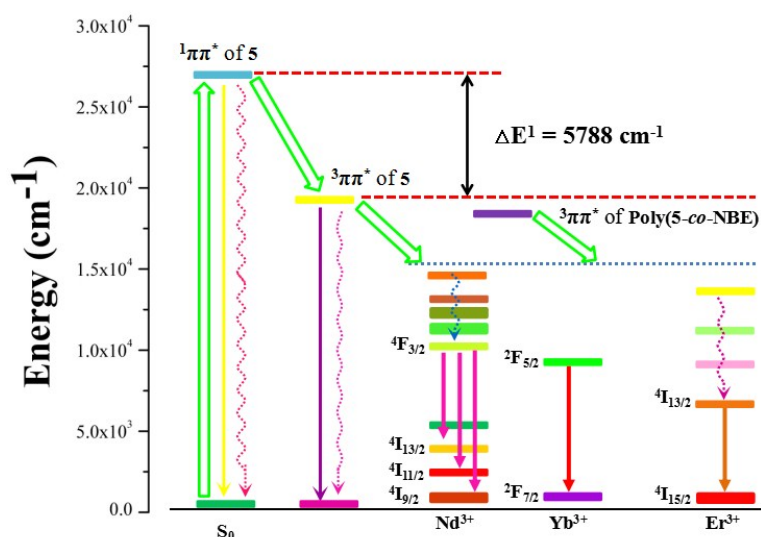 3.0x10⁴
¹ππ* of 5
2.5x10⁴
ΔE¹ = 5788 cm⁻¹
2.0x10⁴
³ππ* of 5
³ππ* of Poly(5-co-NBE)
1.5x10⁴
1.0x10⁴
⁴F₃/₂
²F₅/₂
5.0x10³
⁴I₁₃/₂
⁴I₁₃/₂
⁴I₁₁/₂
0.0
⁴I₉/₂
²F₇/₂
⁴I₁₅/₂
S₀
Nd³⁺
Yb³⁺
Er³⁺
Energy (cm⁻¹)